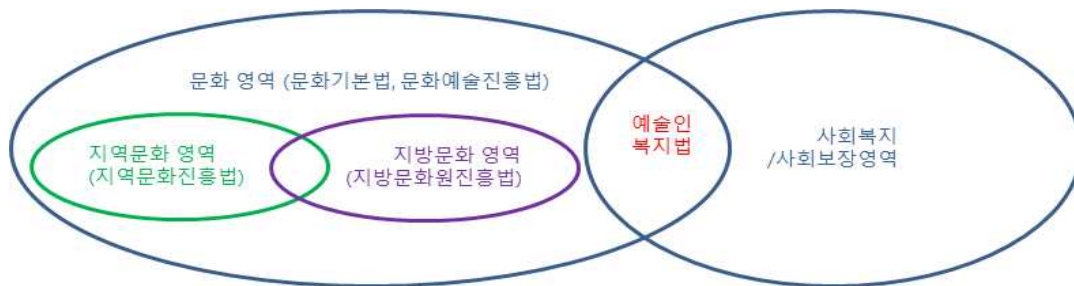 문화 영역 (문화기본법, 문화예술진흥법)
지역문화 영역
(지역문화진흥법)
지방문화 영역
(지방문화원진흥법)
예술인
복지법
사회복지
/사회보장영역